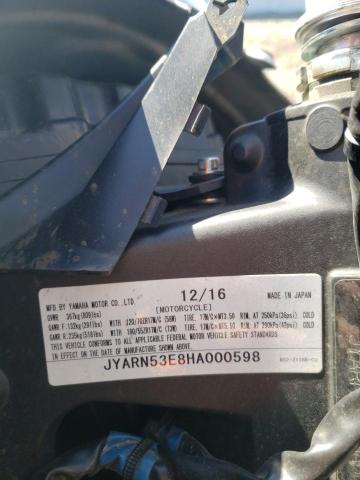 12/16
MFD BY YAMAHA MOTOR CO.,LTD.
[MOTORCYCLE]
MADE IN JAPAN
GVWR 367kg(809lbs)
GAWR F:132kg(291lbs) WITH 120/70ZR17M/C (58W) TIRE, 17M/C×MT3.50 RIM, AT 250kPa(36psi) COLD
GAWR R:235kg(518lbs) WITH 180/55ZR17M/C (73W) TIRE, 17M/C×MT5.50 RIM, AT 290kPa(42psi) COLD
THIS VEHICLE CONFORMS TO ALL APPLICABLE FEDERAL MOTOR VEHICLE SAFETY STANDARDS
IN EFFECT ON THE DATE OF MANUFACTURE SHOWN ABOVE.
JYARN53E8HA000598